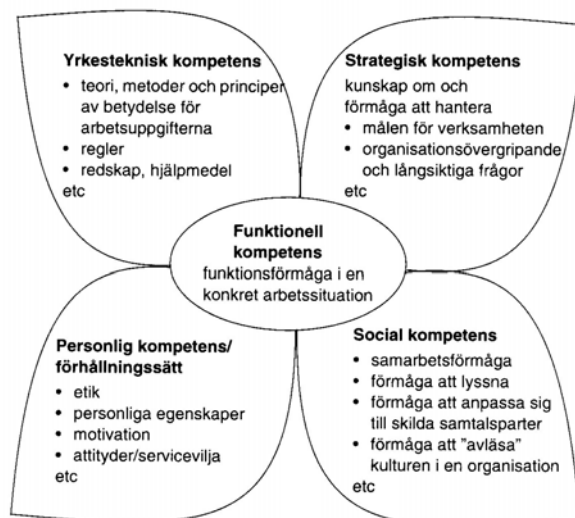 Yrkesteknisk kompetens
• teori, metoder och principer
av betydelse för
arbetsuppgifterna
• regler
• redskap, hjälpmedel
etc
Strategisk kompetens
kunskap om och
förmåga att hantera
• målen för verksamheten
• organisationsövergripande
och långsiktiga frågor
etc
Funktionell
kompetens
funktionsförmåga i en
konkret arbetssituation
Personlig kompetens/
förhållningssätt
• etik
• personliga egenskaper
• motivation
• attityder/servicevilja
etc
Social kompetens
• samarbetsförmåga
• förmåga att lyssna
• förmåga att anpassa sig
till skilda samtalsparter
• förmåga att ”avläsa”
kulturen i en organisation
etc